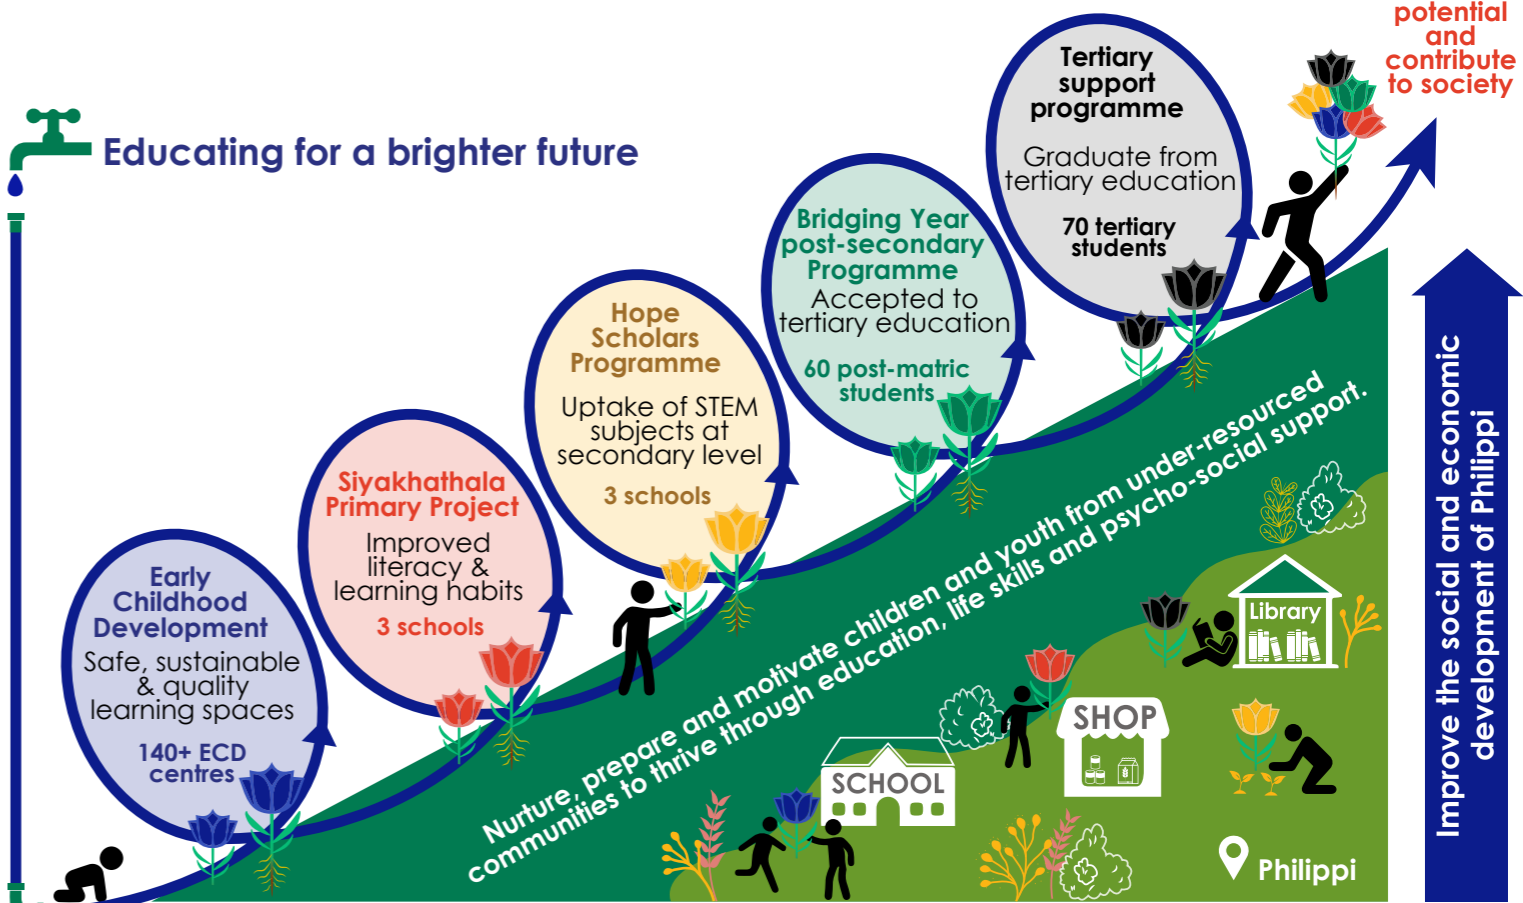 potential
and
contribute
to society
Educating for a brighter future
Tertiary
support
programme
Graduate from
tertiary education
70 tertiary
students
Bridging Year
post-secondary
Programme
Accepted to
tertiary education
60 post-matric
students
Hope
Scholars
Programme
Uptake of STEM
subjects at
secondary level
3 schools
Siyakhathala
Primary Project
Improved
literacy &
learning habits
3 schools
Early
Childhood
Development
Safe, sustainable
& quality
learning spaces
140+ ECD
centres
Nurture, prepare and motivate children and youth from under-resourced
communities to thrive through education, life skills and psycho-social support.
Library
SHOP
SCHOOL
Philippi
Improve the social and economic
development of Philippi